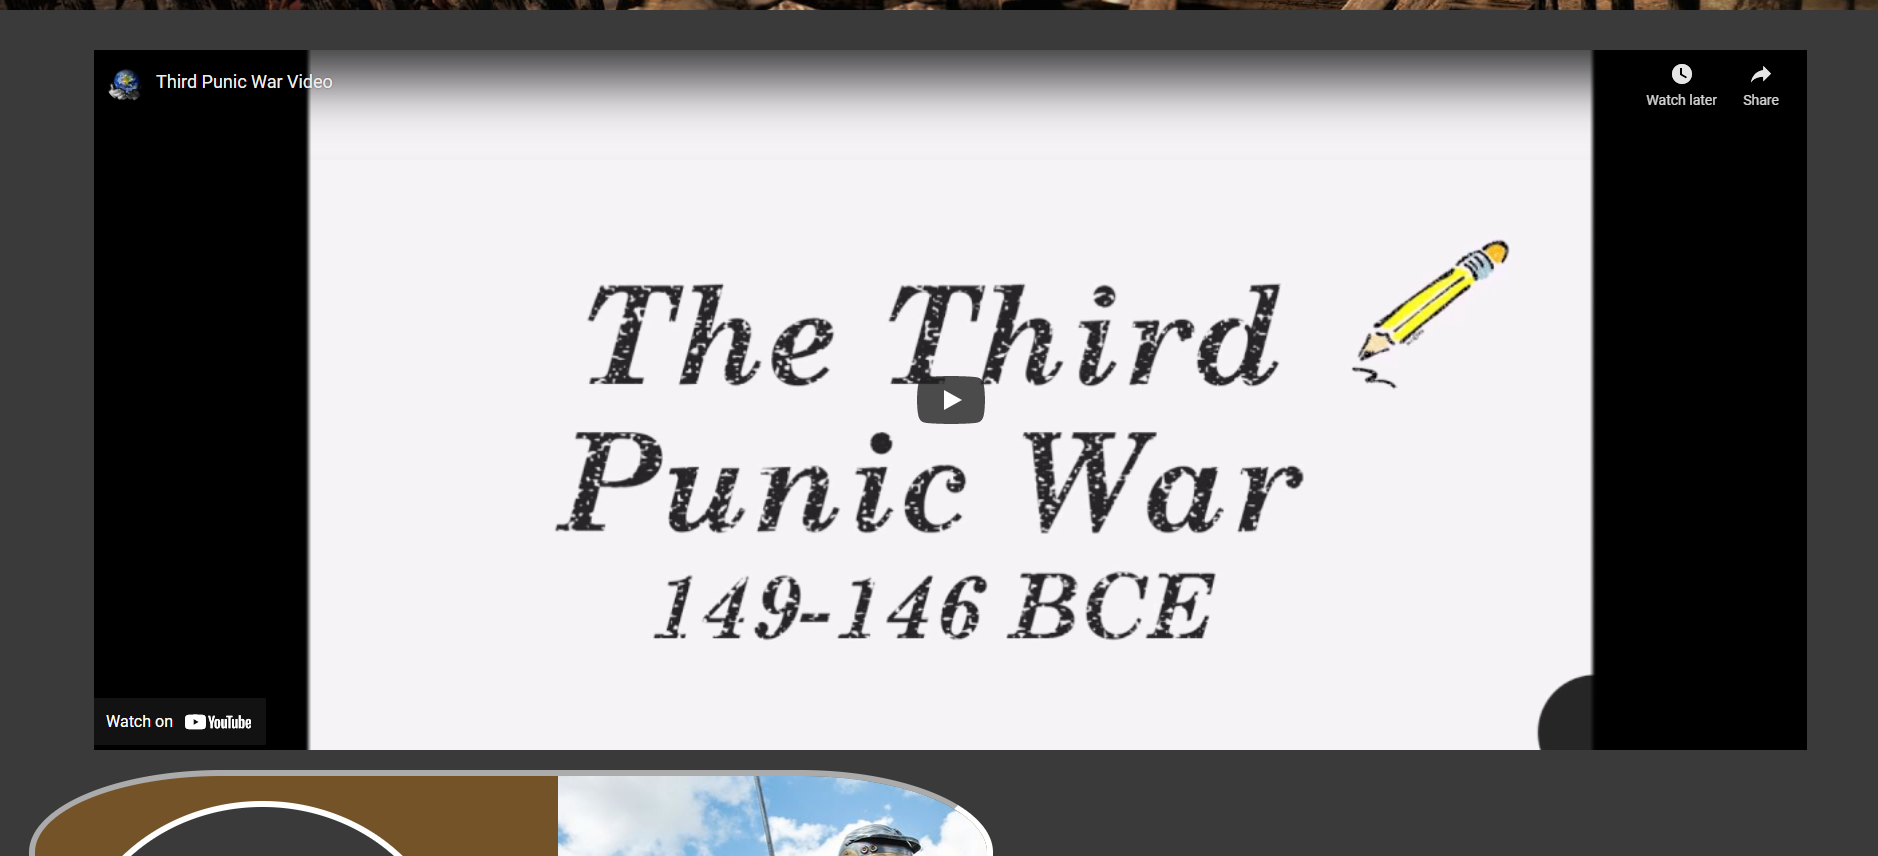 Third Punic War Video
Watch later
Share
The Third
Punic War
149-146 BCE
Watch on YouTube